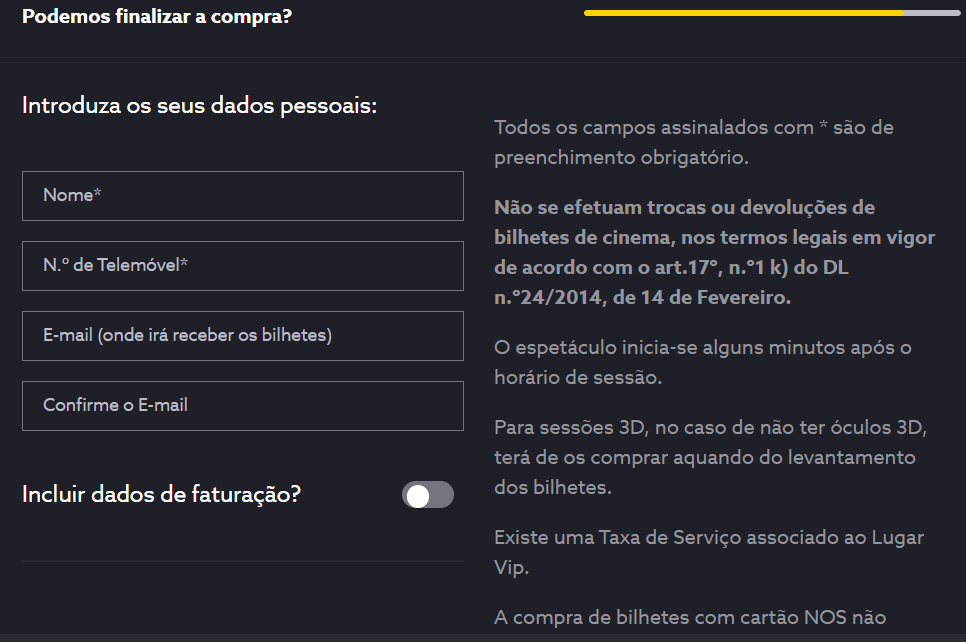 Podemos finalizar a compra?
Introduza os seus dados pessoais:
Nome*
N.º de Telemóvel*
E-mail (onde irá receber os bilhetes)
Confirme o E-mail
Incluir dados de faturação?
Todos os campos assinalados com * são de
preenchimento obrigatório.
Não se efetuam trocas ou devoluções de
bilhetes de cinema, nos termos legais em vigor
de acordo com o art.17º, n.º1 k) do DL
n.º24/2014, de 14 de Fevereiro.
O espetáculo inicia-se alguns minutos após o
horário de sessão.
Para sessões 3D, no caso de não ter óculos 3D,
terá de os comprar aquando do levantamento
dos bilhetes.
Existe uma Taxa de Serviço associado ao Lugar
Vip.
A compra de bilhetes com cartão NOS não